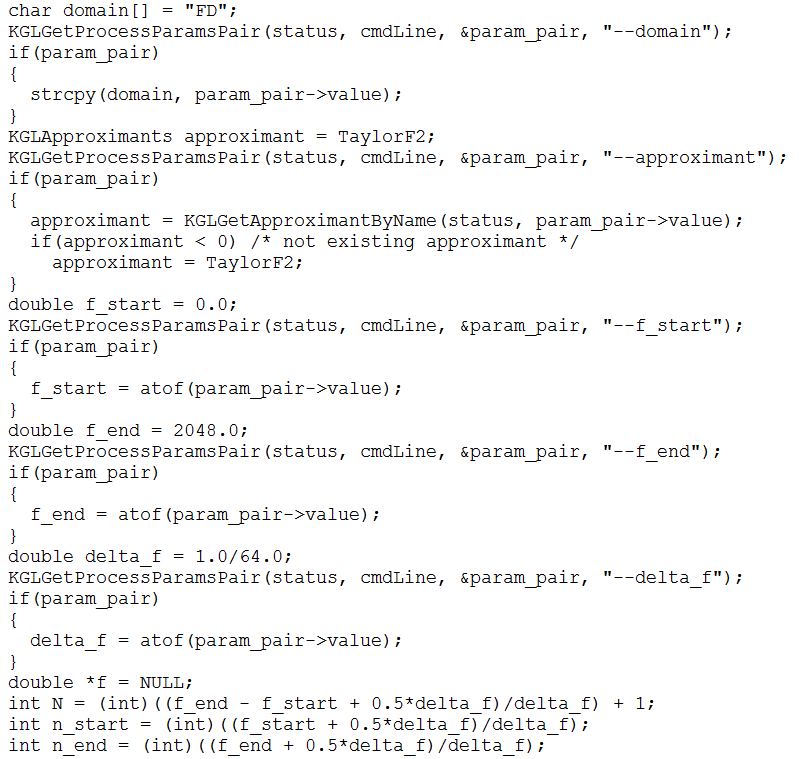 char domain[] = "FD";
KGLGetProcessParamsPair(status, cmdLine, &param_pair, "--domain");
if(param_pair)
{
  strcpy(domain, param_pair->value);
}
KGLApproximants approximant = TaylorF2;
KGLGetProcessParamsPair(status, cmdLine, &param_pair, "--approximant");
if(param_pair)
{
  approximant = KGLGetApproximantByName(status, param_pair->value);
  if(approximant < 0) /* not existing approximant */
    approximant = TaylorF2;
}
double f_start = 0.0;
KGLGetProcessParamsPair(status, cmdLine, &param_pair, "--f_start");
if(param_pair)
{
  f_start = atof(param_pair->value);
}
double f_end = 2048.0;
KGLGetProcessParamsPair(status, cmdLine, &param_pair, "--f_end");
if(param_pair)
{
  f_end = atof(param_pair->value);
}
double delta_f = 1.0/64.0;
KGLGetProcessParamsPair(status, cmdLine, &param_pair, "--delta_f");
if(param_pair)
{
  delta_f = atof(param_pair->value);
}
double *f = NULL;
int N = (int)((f_end - f_start + 0.5*delta_f)/delta_f) + 1;
int n_start = (int)((f_start + 0.5*delta_f)/delta_f);
int n_end = (int)((f_end + 0.5*delta_f)/delta_f);